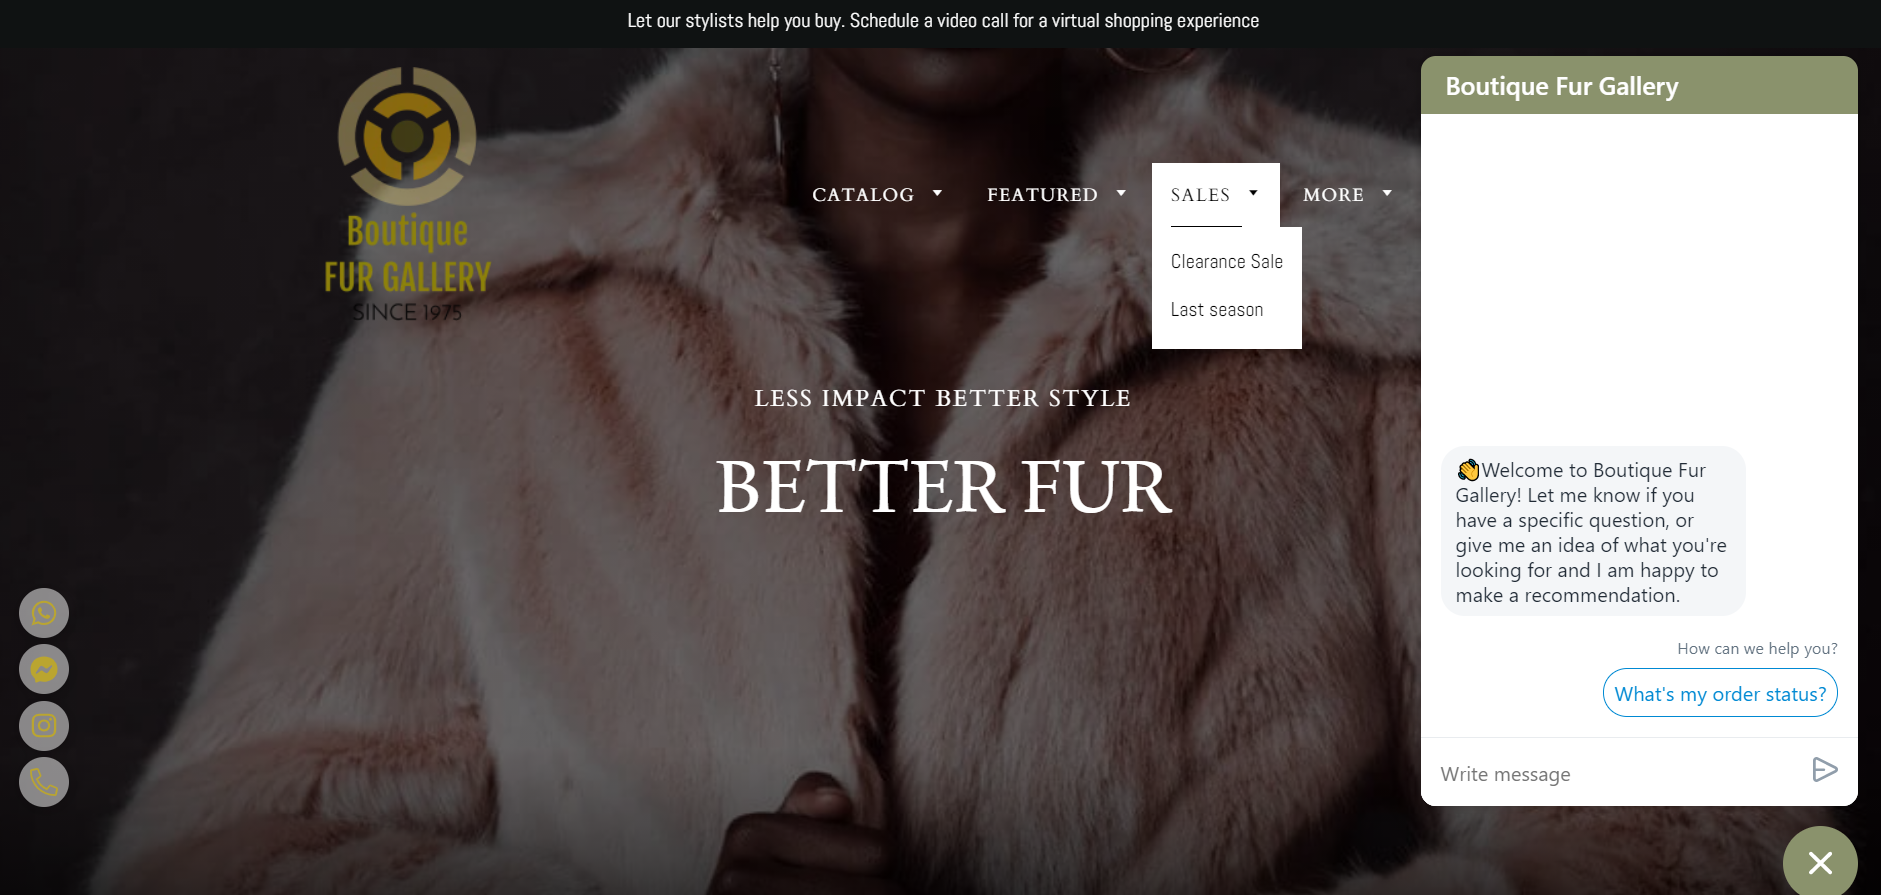 Let our stylists help you buy. Schedule a video call for a virtual shopping experience
Boutique
FUR GALLERY
SINCE 1975
CATALOG
FEATURED
SALES
MORE
Clearance Sale
Last season
LESS IMPACT BETTER STYLE
BETTER FUR
Boutique Fur Gallery
👋Welcome to Boutique Fur
Gallery! Let me know if you
have a specific question, or
give me an idea of what you're
looking for and I am happy to
make a recommendation.
How can we help you?
What's my order status?
Write message